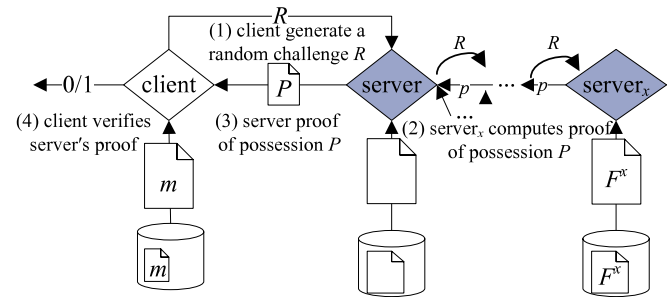 R
(1) client generate a
random challenge R
R
R
0/1
client
P
server
p
...
p
server_x
(4) client verifies
server's proof
(3) server proof
of possession P
...
(2) server_x computes proof
of possession P
m
F^x
m
F^x